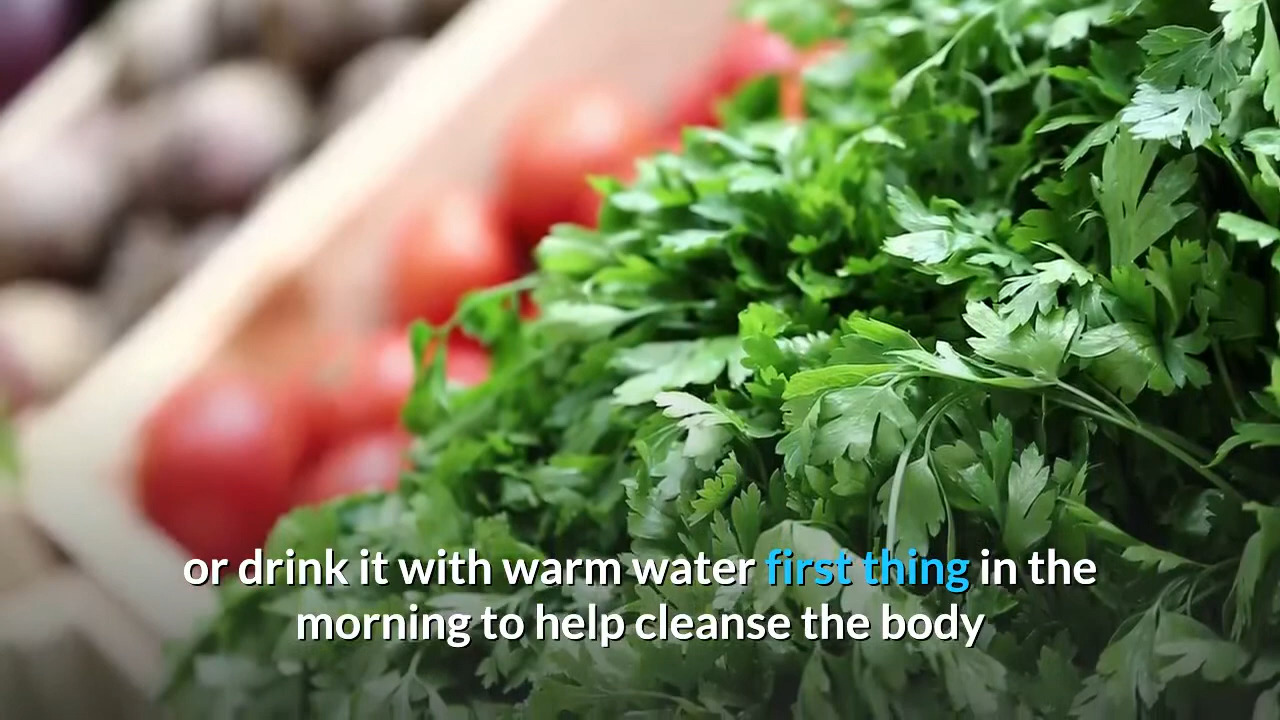 or drink it with warm water first thing in the
morning to help cleanse the body